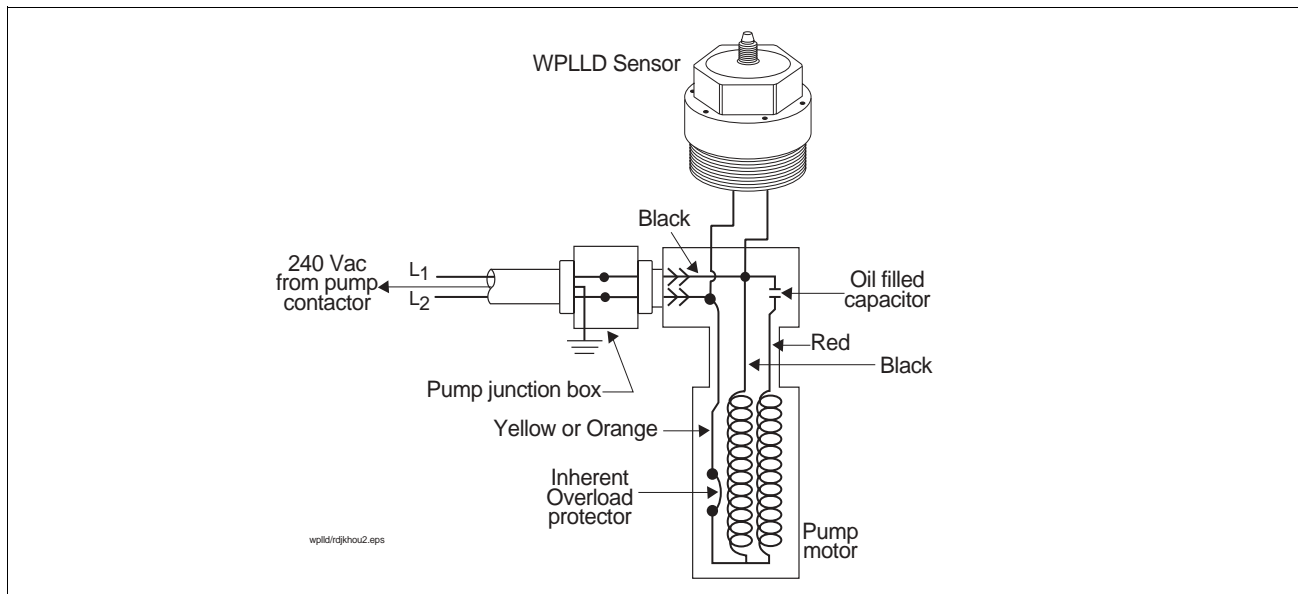 WPLLD Sensor
Black
240 Vac
from pump
contactor
L1
L2
Oil filled
capacitor
Red
Black
Pump junction box
Yellow or Orange
Inherent
Overload
protector
Pump
motor
wplld/rdjkhou2.eps